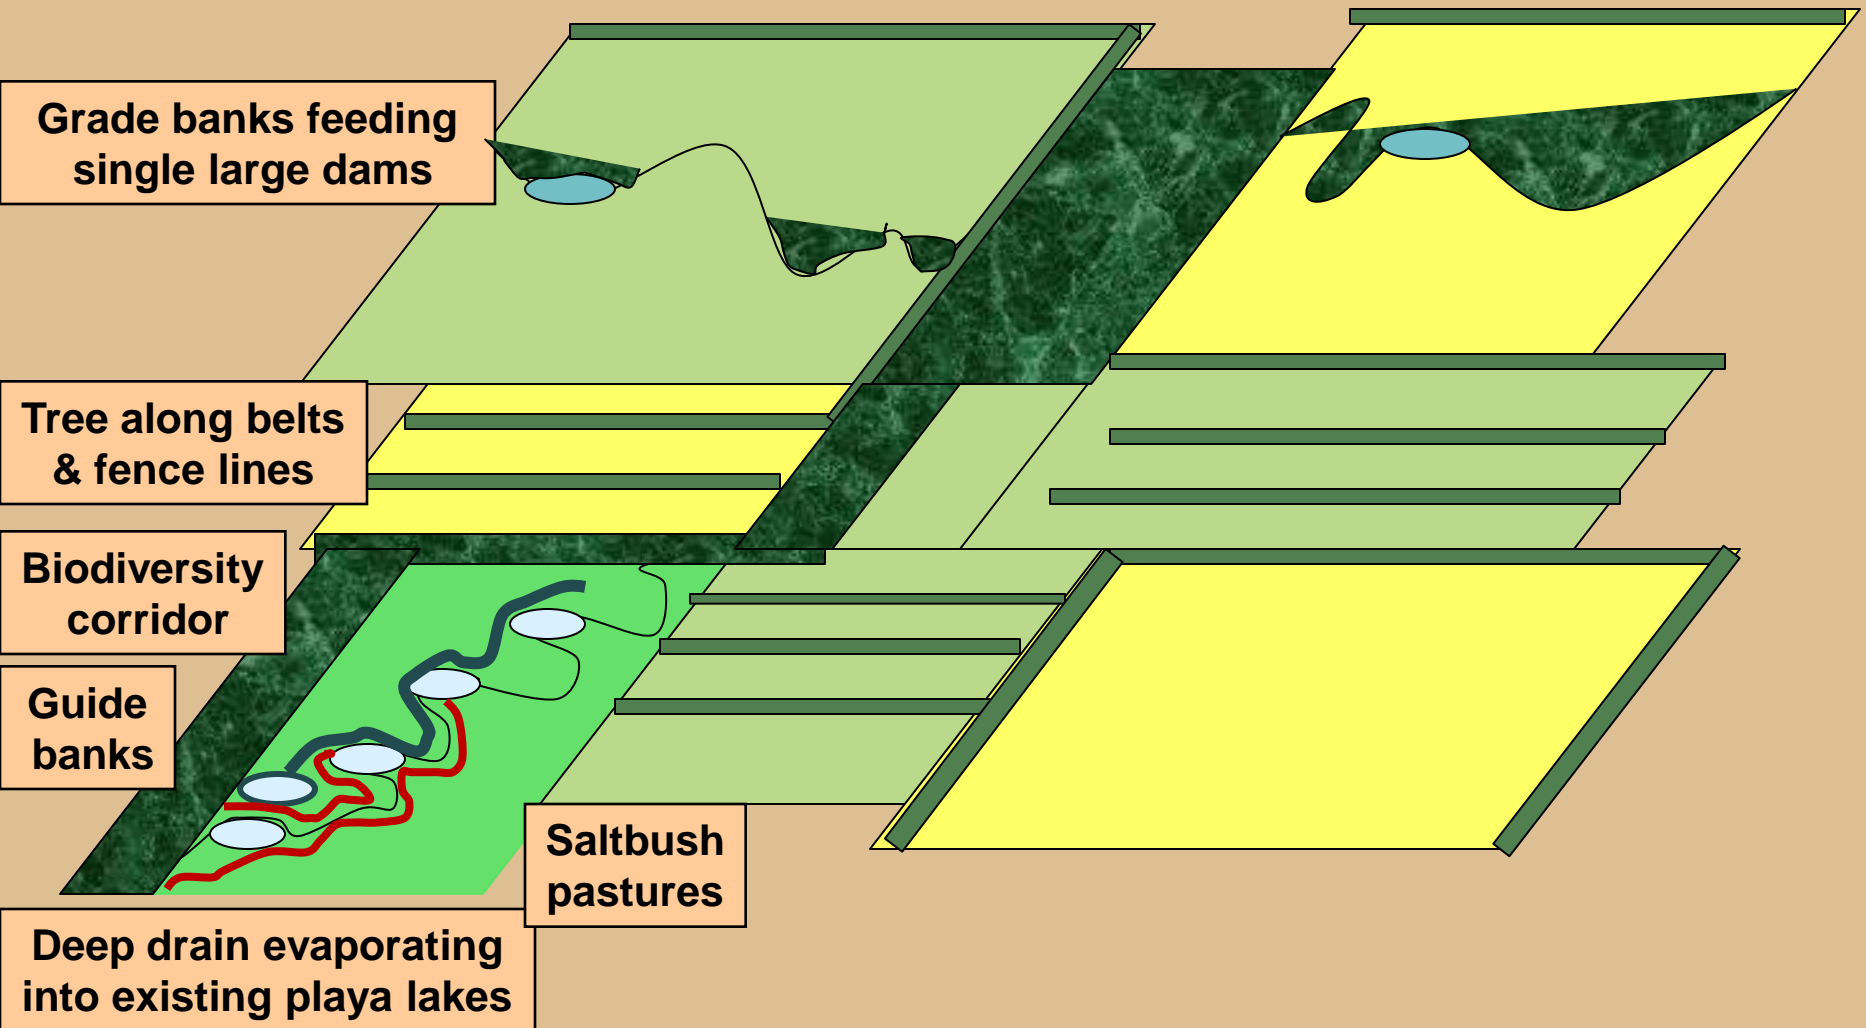 Grade banks feeding
single large dams
Tree along belts
& fence lines
Biodiversity
corridor
Guide
banks
Saltbush
pastures
Deep drain evaporating
into existing playa lakes